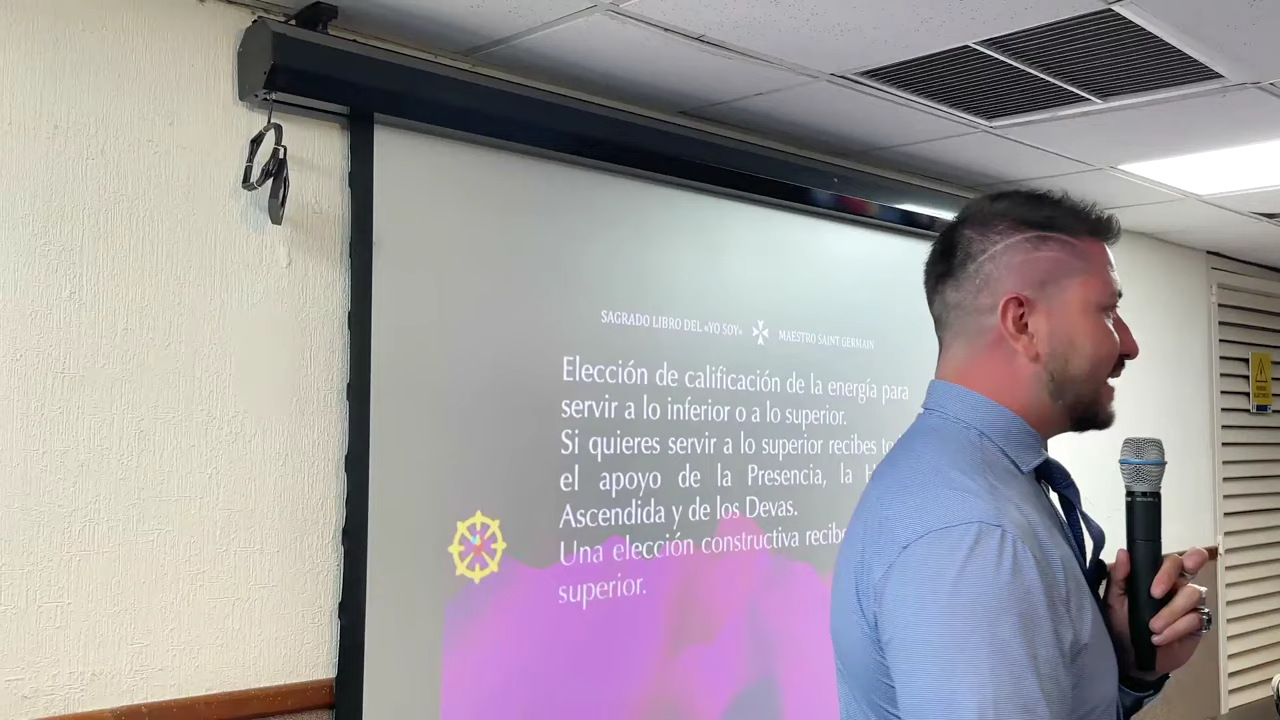 SAGRADO LIBRO DEL «YO SOY» MAESTRO SAINT GERMAIN
Elección de calificación de la energía para
servir a lo inferior o a lo superior.
Si quieres servir a lo superior recibes
el apoyo de la Presencia, la
Ascendida y de los Devas.
Una elección constructiva
superior.